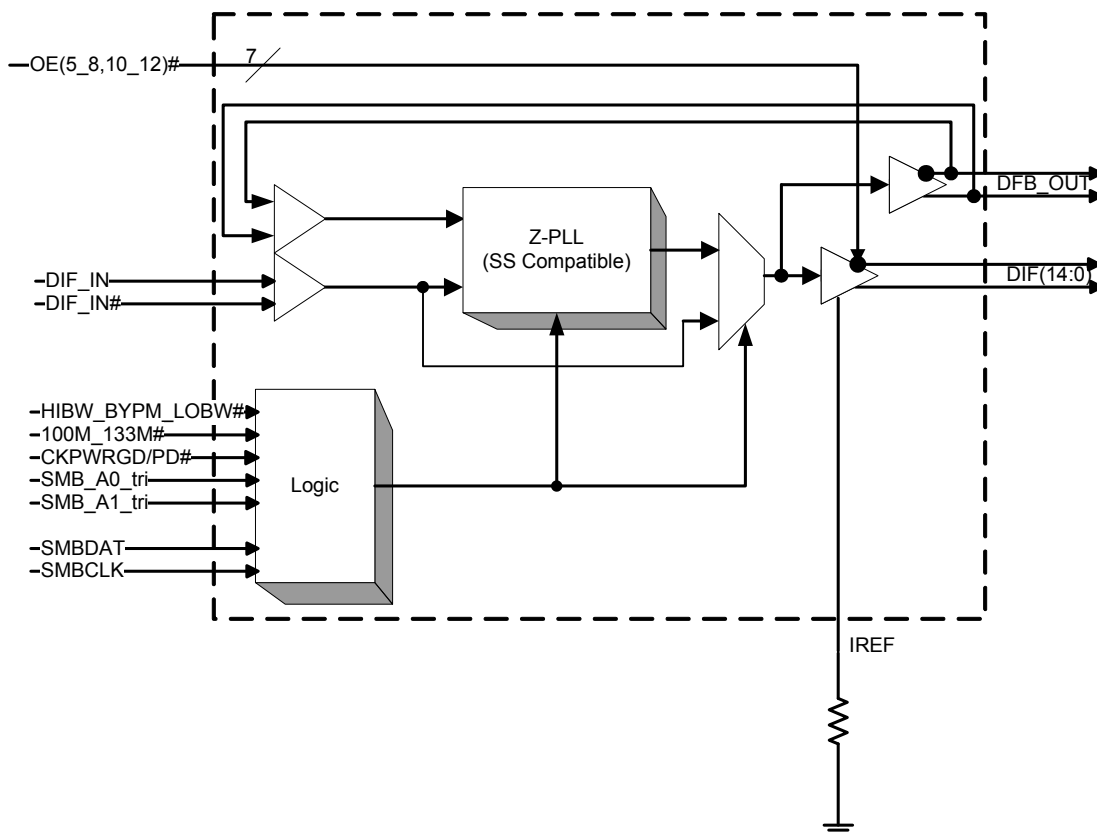 OE(5_8,10_12)#
7
DFB_OUT
Z-PLL
(SS Compatible)
DIF_IN
DIF_IN#
DIF(14:0)
HIBW_BYPM_LOBW#
100M_133M#
CKPWRGD/PD#
SMB_A0_tri
SMB_A1_tri
Logic
SMBDAT
SMBCLK
IREF